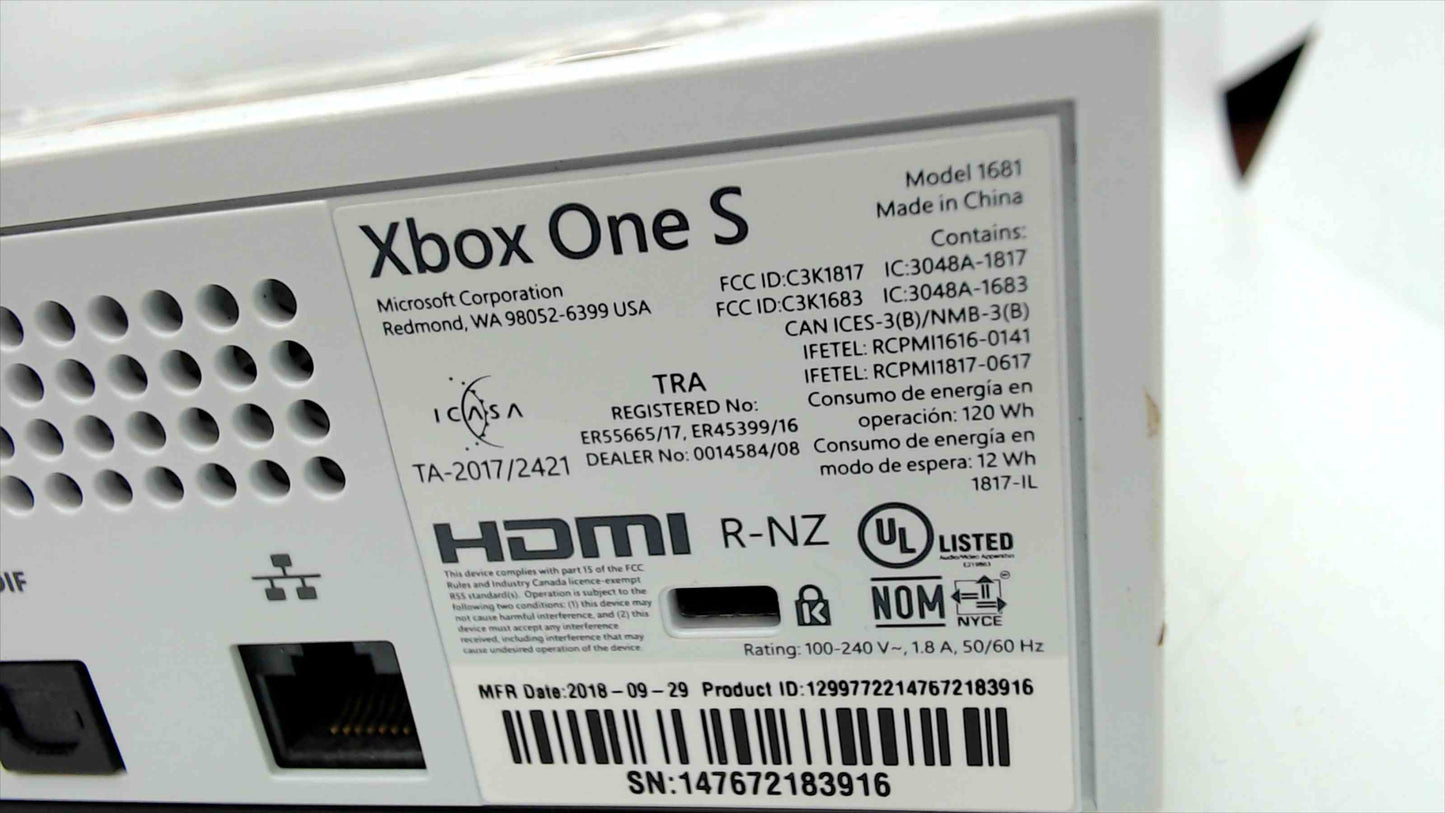 Xbox One S
Microsoft Corporation
Redmond, WA 98052-6399 USA
Model 1681
Made in China
Contains:
FCC ID:C3K1817 IC:3048A-1817
FCC ID:C3K1683 IC:3048A-1683
CAN ICES-3(B)/NMB-3(B)
IFETEL: RCPMI1616-0141
IFETEL: RCPMI1817-0617
Consumo de energía en
operación: 120 Wh
Consumo de energía en
modo de espera: 12 Wh
1817-IL
ICASA
TA-2017/2421
TRA
REGISTERED No:
ER55665/17, ER45399/16
DEALER No: 0014584/08
HDMI
R-NZ
UL LISTED
Audio/Video Apparatus
This device complies with part 15 of the FCC
Rules and Industry Canada licence-exempt
RSS standard(s). Operation is subject to the
following two conditions: (1) this device may
not cause harmful interference, and (2) this
device must accept any interference
received, including interference that may
cause undesired operation of the device.
K
NOM
NYCE
Rating: 100-240 V~, 1.8 A, 50/60 Hz
DIF
MFR Date:2018-09-29 Product ID:12997722147672183916
SN:147672183916